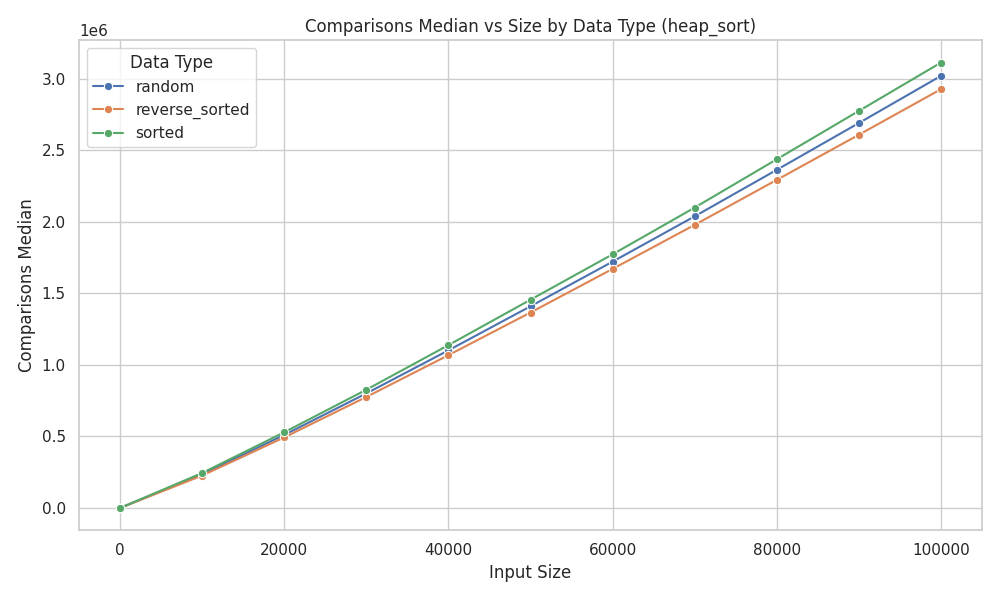 Comparisons Median vs Size by Data Type (heap_sort)
1e6
Data Type
random
reverse_sorted
sorted
3.0
2.5
2.0
1.5
1.0
0.5
0.0
Comparisons Median
0 20000 40000 60000 80000 100000
Input Size